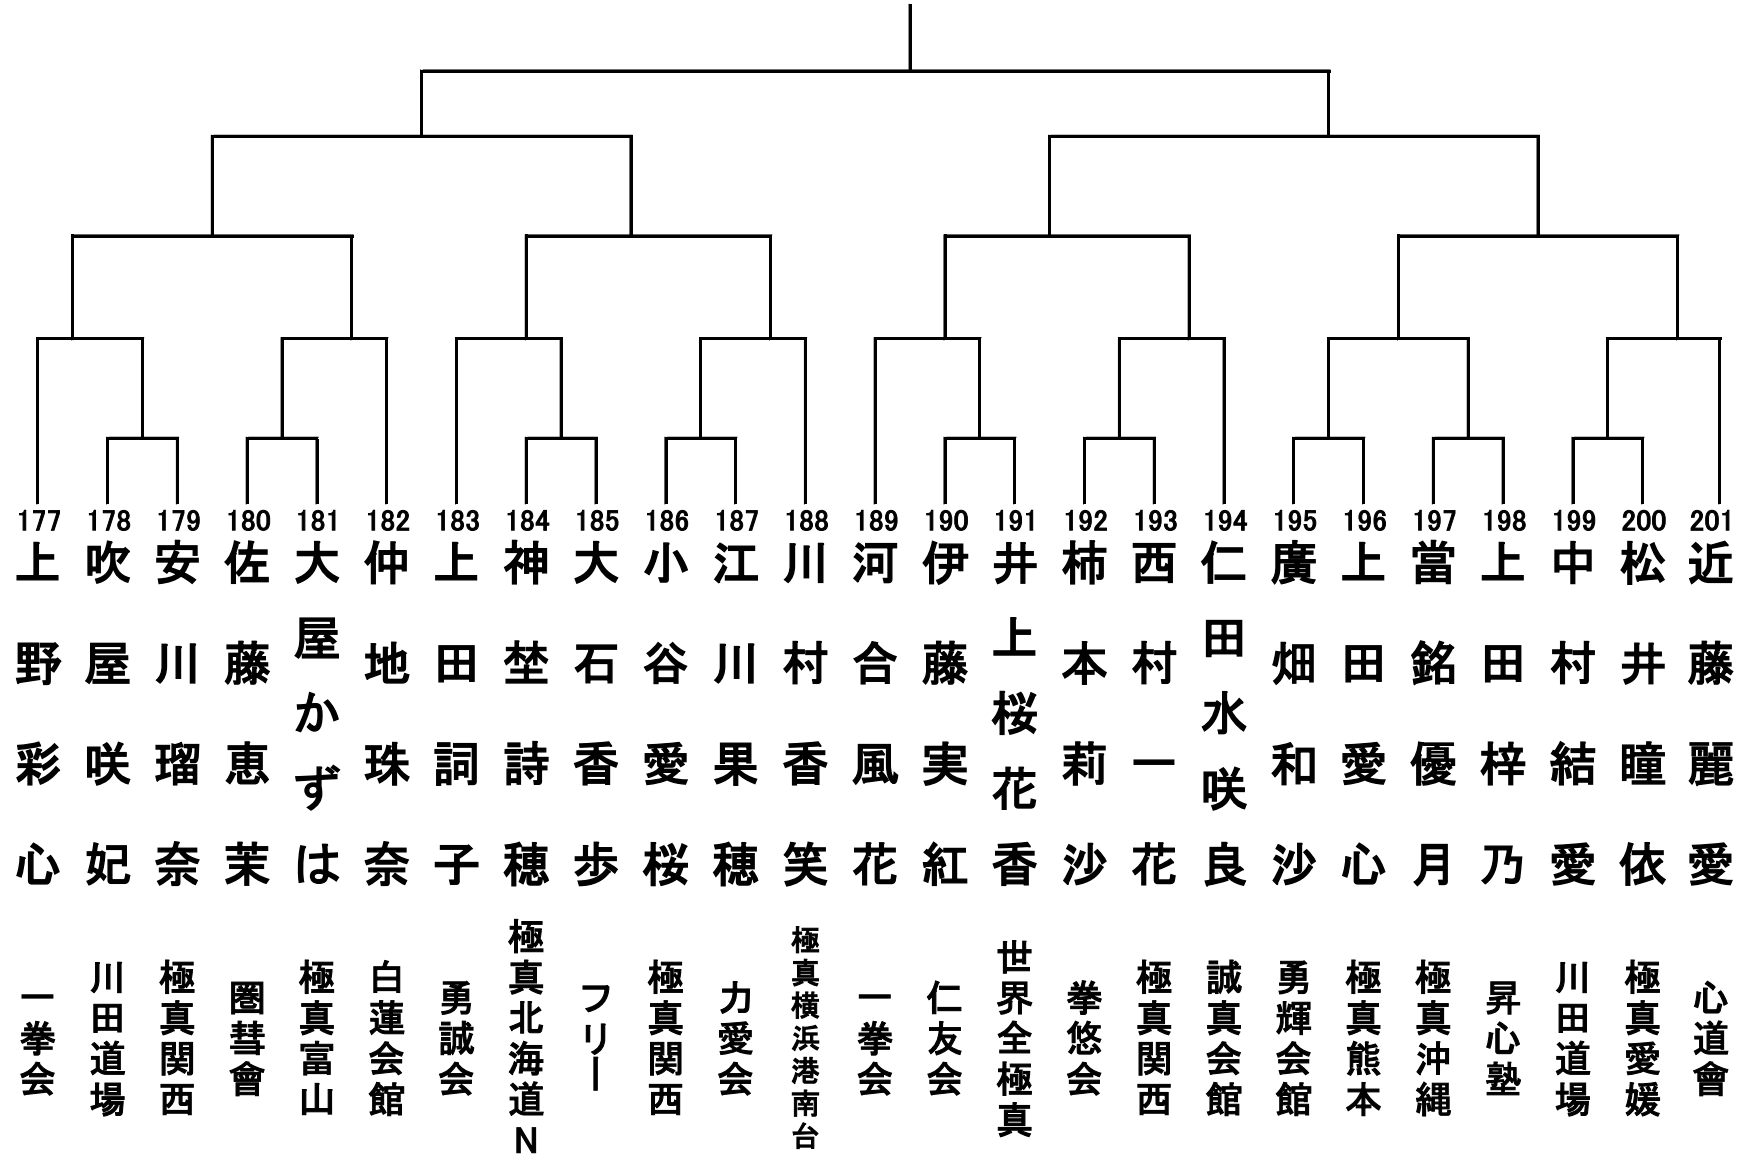 177 上野彩心 一拳会
178 吹屋咲妃 川田道場
179 安川瑠奈 極真関西
180 佐藤恵茉 圏彗會
181 大屋かずは 極真富山
182 仲地珠奈 白蓮会館
183 上田詞子 勇誠会
184 神埜詩穂 極真北海道N
185 大石香歩 フリー
186 小谷愛桜 極真関西
187 江川果穂 力愛会
188 川村香笑 極真横浜港南台
189 河合風花 一拳会
190 伊藤実紅 仁友会
191 井上桜花香 世界全極真
192 柿本莉沙 拳悠会
193 西村一花 極真関西
194 仁田水咲良 誠真会館
195 廣畑和沙 勇輝会館
196 上田愛心 極真熊本
197 當銘優月 極真沖縄
198 上田梓乃 昇心塾
199 中村結愛 川田道場
200 松井瞳依 極真愛媛
201 近藤麗愛 心道會